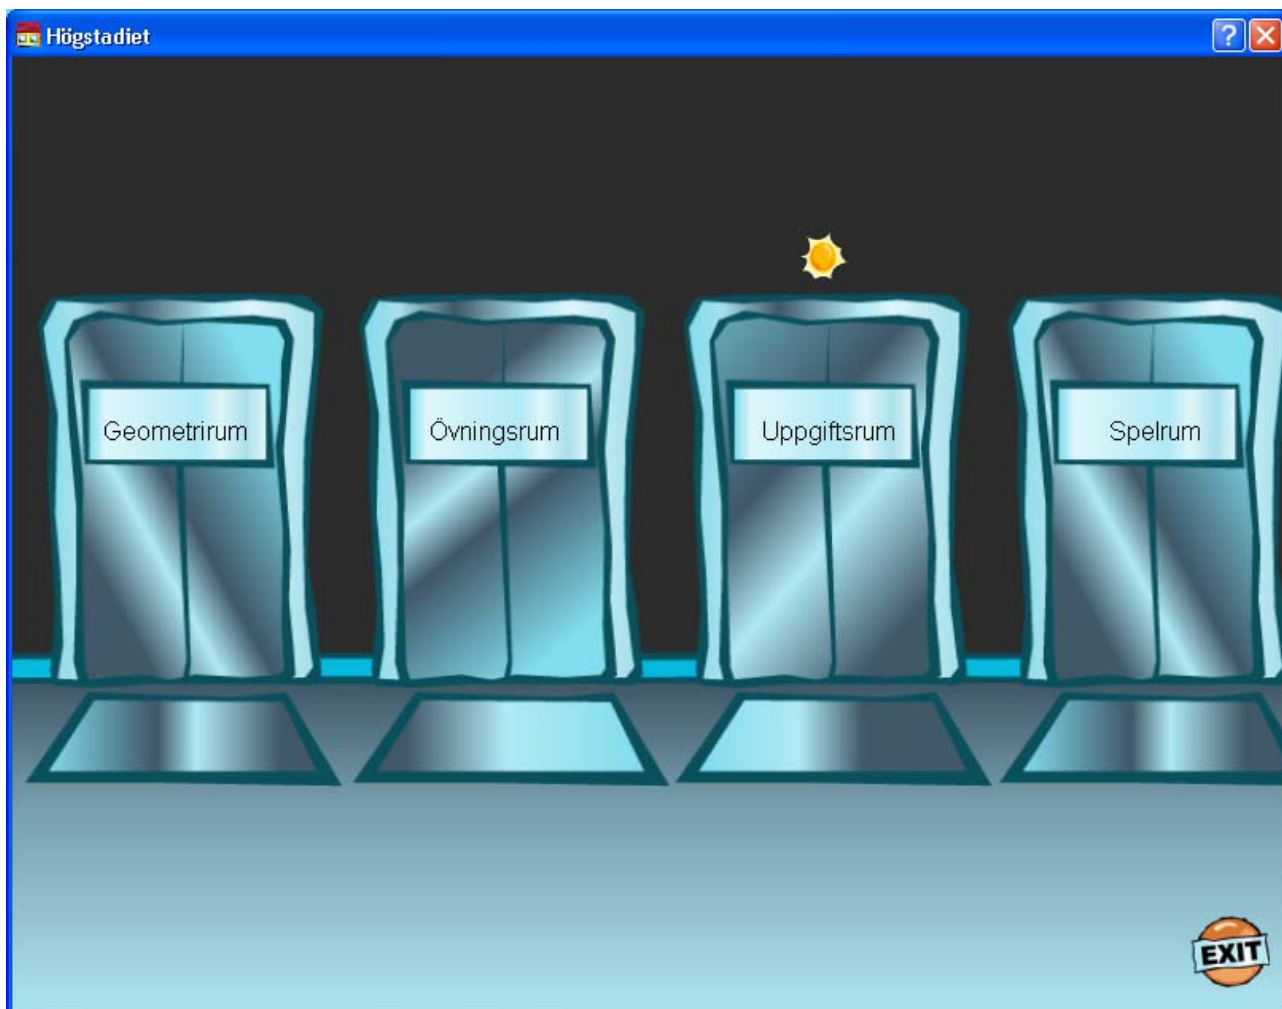 Högstadiet
Geometrirum
Övningsrum
Uppgiftsrum
Spelrum
EXIT